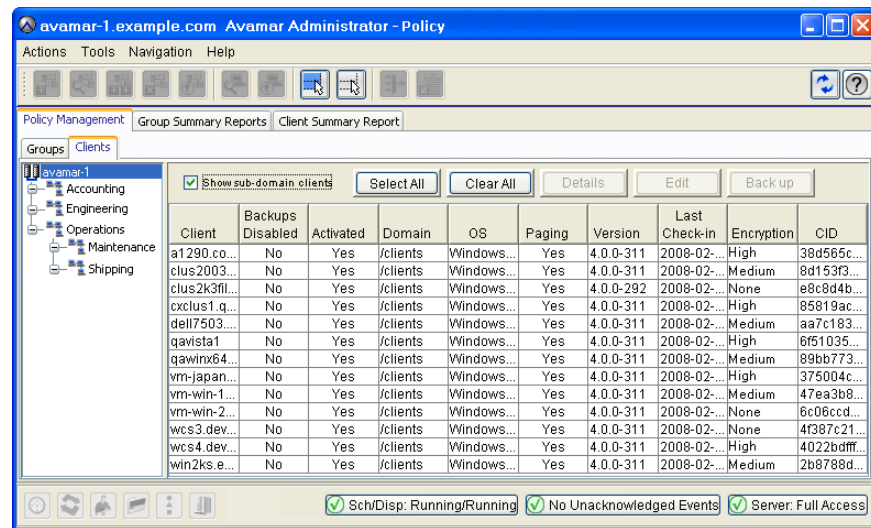 avamar-1.example.com Avamar Administrator - Policy
Actions Tools Navigation Help
Policy Management Group Summary Reports Client Summary Report
Groups Clients
avamar-1
Accounting
Engineering
Operations
Maintenance
Shipping
Show sub-domain clients Select All Clear All Details Edit Back up
Client Backups Disabled Activated Domain OS Paging Version Last Check-in Encryption CID
a1290.co... No Yes /clients Windows... Yes 4.0.0-311 2008-02-... High 38d565c...
clus2003... No Yes /clients Windows... Yes 4.0.0-311 2008-02-... Medium 8d153f3...
clus2k3fil... No Yes /clients Windows... Yes 4.0.0-292 2008-02-... None e8c8d4b...
cxclus1.q... No Yes /clients Windows... Yes 4.0.0-311 2008-02-... High 85819ac...
dell7503.... No Yes /clients Windows... Yes 4.0.0-311 2008-02-... Medium aa7c183...
qavista1 No Yes /clients Windows... Yes 4.0.0-311 2008-02-... High 6f51035...
qawinx64... No Yes /clients Windows... Yes 4.0.0-311 2008-02-... Medium 89bb773...
vm-japan... No Yes /clients Windows... Yes 4.0.0-311 2008-02-... High 375004c...
vm-win-1... No Yes /clients Windows... Yes 4.0.0-311 2008-02-... Medium 47ea3b8...
vm-win-2... No Yes /clients Windows... Yes 4.0.0-311 2008-02-... None 6c06ccd...
wcs3.dev... No Yes /clients Windows... Yes 4.0.0-311 2008-02-... None 4f387c21...
wcs4.dev... No Yes /clients Windows... Yes 4.0.0-311 2008-02-... High 4022bdfff...
win2ks.e... No Yes /clients Windows... Yes 4.0.0-311 2008-02-... Medium 2b8788d...
Sch/Disp: Running/Running No Unacknowledged Events Server: Full Access